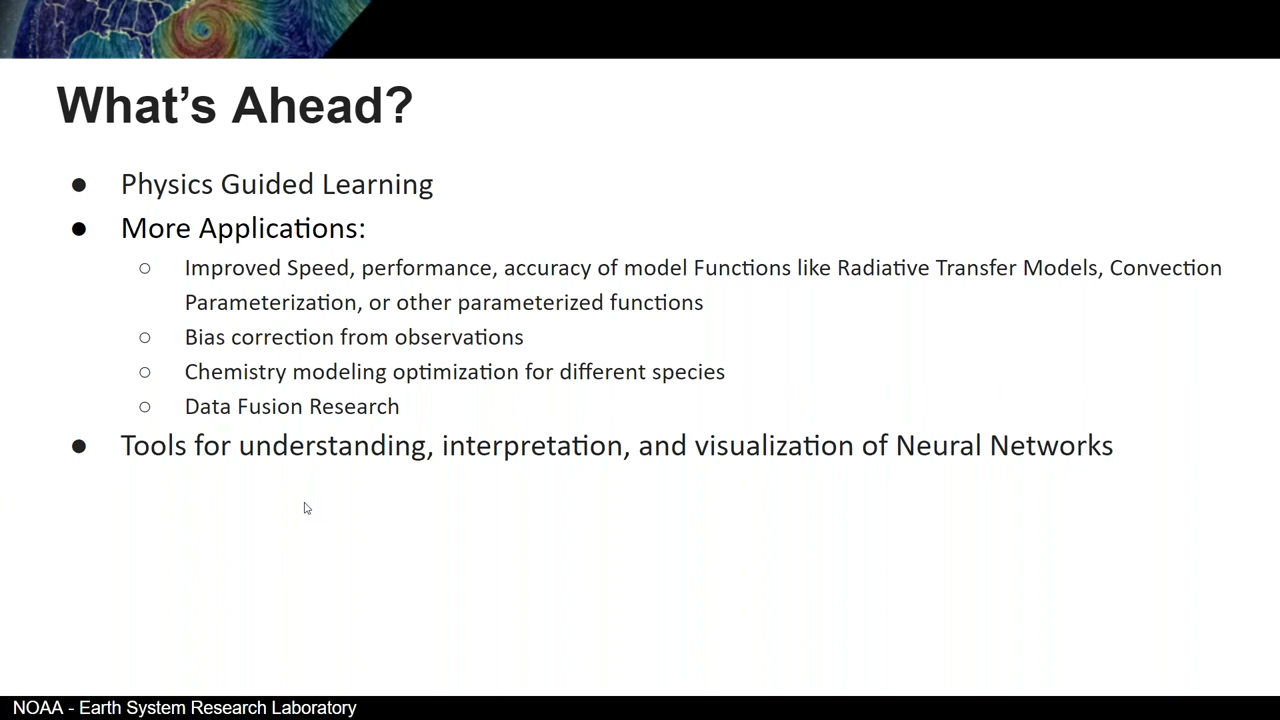 What's Ahead?
● Physics Guided Learning
● More Applications:
○ Improved Speed, performance, accuracy of model Functions like Radiative Transfer Models, Convection
Parameterization, or other parameterized functions
○ Bias correction from observations
○ Chemistry modeling optimization for different species
○ Data Fusion Research
● Tools for understanding, interpretation, and visualization of Neural Networks
NOAA - Earth System Research Laboratory